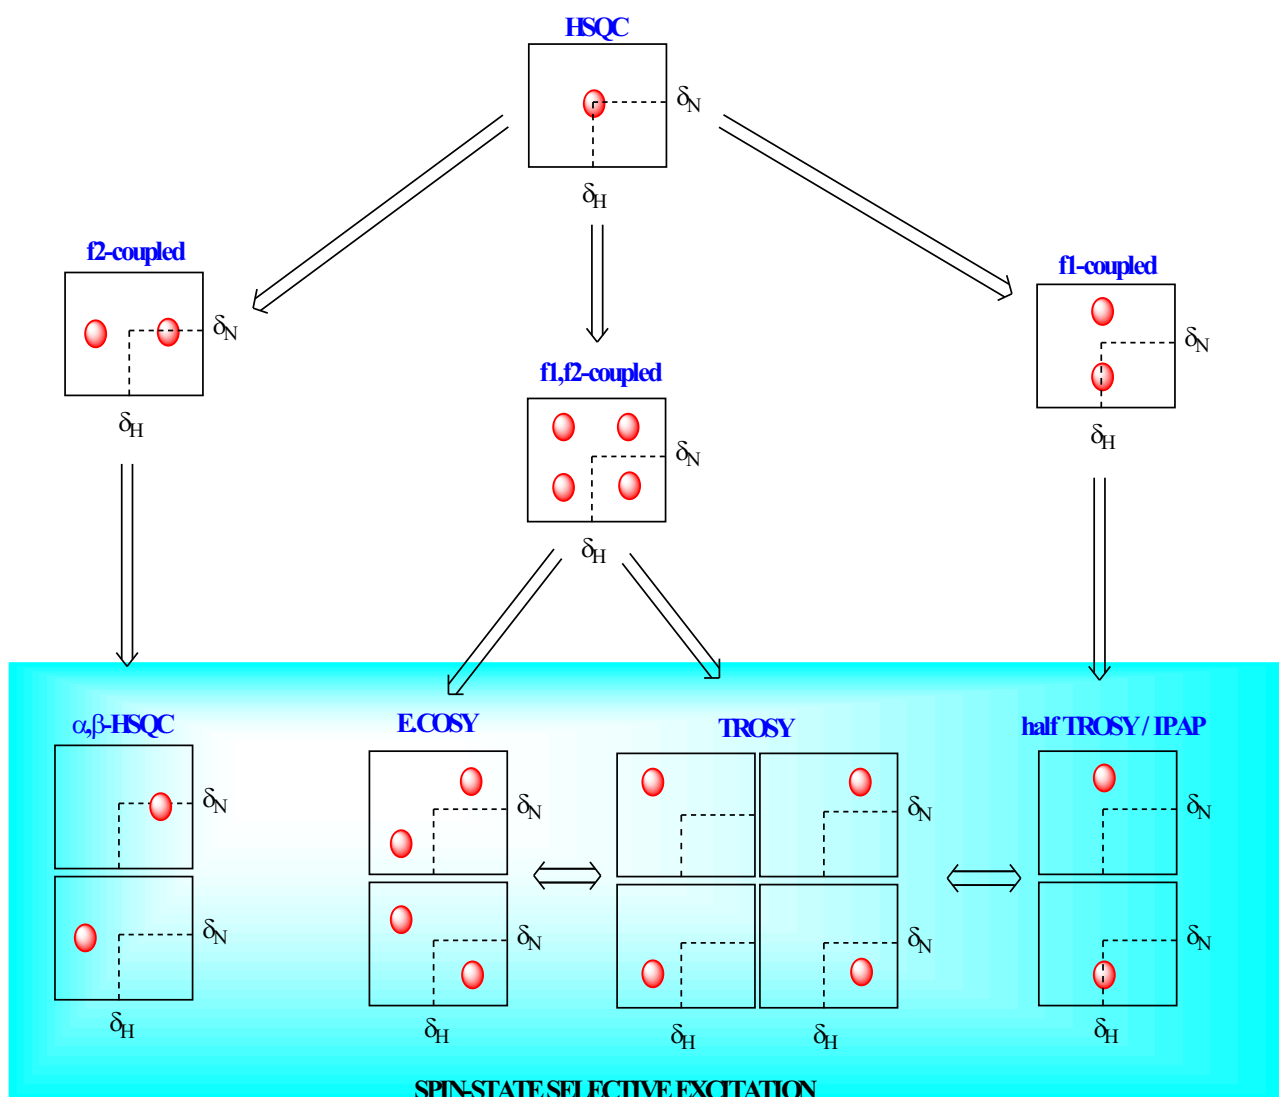 HSQC
δN
δH
f2-coupled
δN
δH
f1-coupled
δN
δH
f1,f2-coupled
δN
δH
α,β-HSQC
δN
δN
δH
E.COSY
δN
δN
δH
TROSY
δN
δN
δH
δH
half TROSY / IPAP
δN
δN
δH
SPIN-STATE SELECTIVE EXCITATION